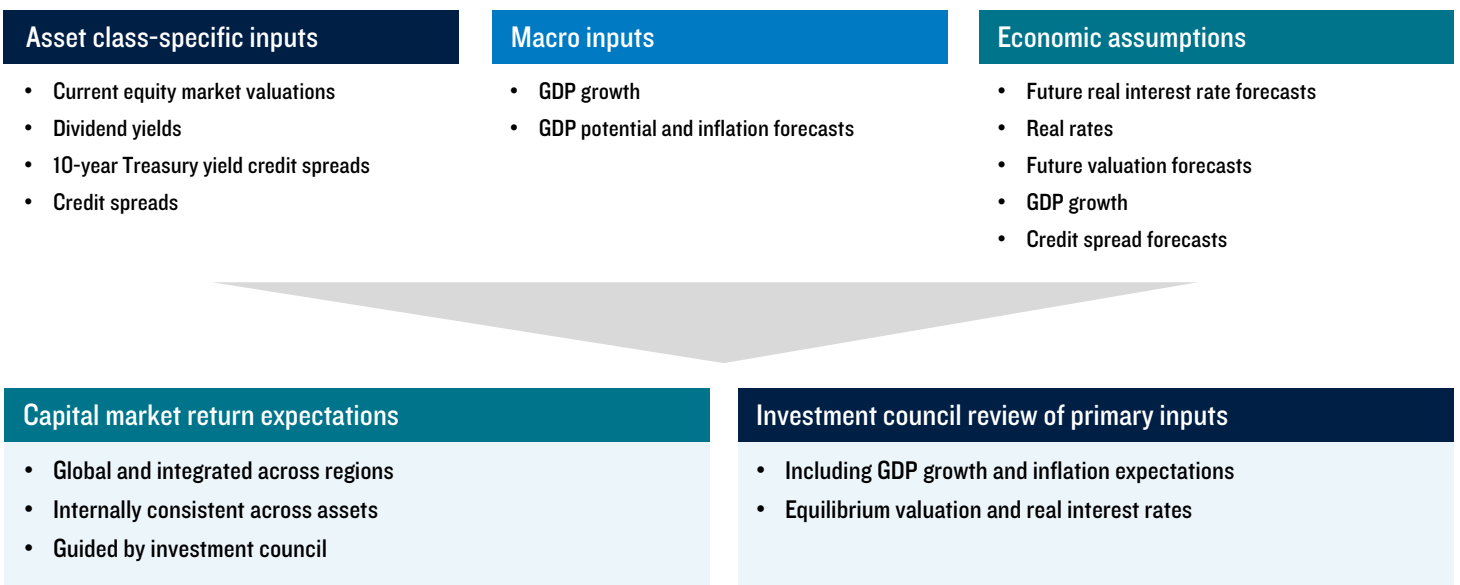 Asset class-specific inputs
• Current equity market valuations
• Dividend yields
• 10-year Treasury yield credit spreads
• Credit spreads
Macro inputs
• GDP growth
• GDP potential and inflation forecasts
Economic assumptions
• Future real interest rate forecasts
• Real rates
• Future valuation forecasts
• GDP growth
• Credit spread forecasts
Capital market return expectations
• Global and integrated across regions
• Internally consistent across assets
• Guided by investment council
Investment council review of primary inputs
• Including GDP growth and inflation expectations
• Equilibrium valuation and real interest rates